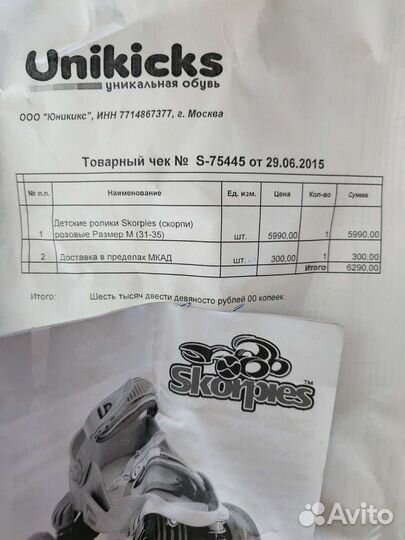 Unikicks
уникальная обувь
ООО "Юникикс", ИНН 7714867377, г. Москва
Товарный чек № S-75445 от 29.06.2015
№ п.п. Наименование Ед. изм. Цена Кол-во Сумма
1 Детские ролики Skorpies (скорпи) розовые Размер M (31-35) шт. 5990,00 1 5990,00
2 Доставка в пределах МКАД шт. 300,00 1 300,00
Итого 6290,00
Итого: Шесть тысяч двести девяносто рублей 00 копеек
Skorpies™
Avito